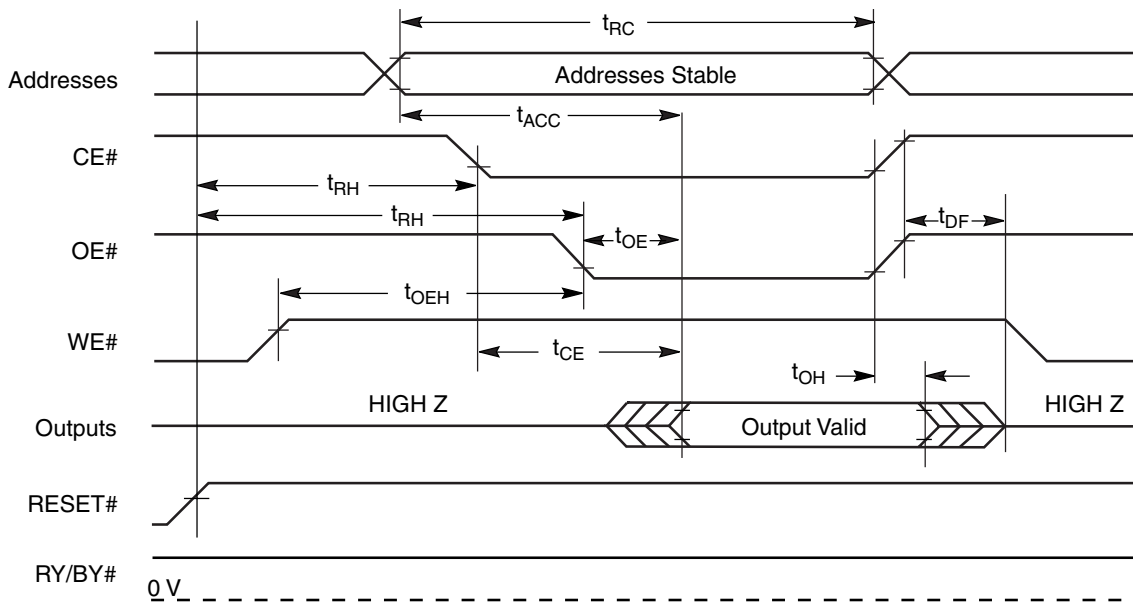 tRC
Addresses
Addresses Stable
tACC
CE#
tRH
tRH
tDF
OE#
tOE
tOEH
WE#
tCE
tOH
HIGH Z
HIGH Z
Outputs
Output Valid
RESET#
RY/BY#
0 V